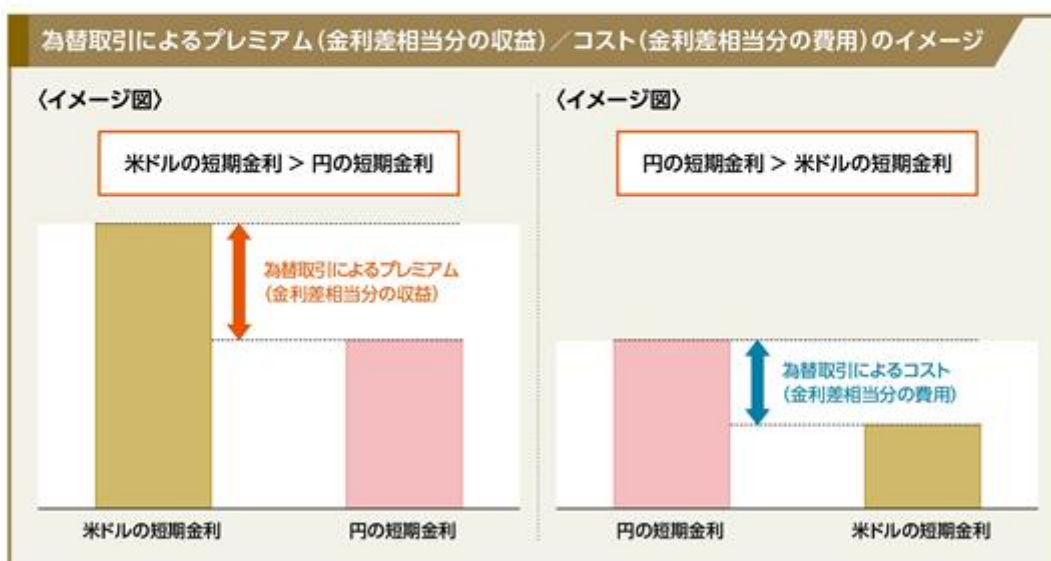 為替取引によるプレミアム（金利差相当分の収益）／コスト（金利差相当分の費用）のイメージ
〈イメージ図〉
米ドルの短期金利 > 円の短期金利
為替取引によるプレミアム
（金利差相当分の収益）
米ドルの短期金利
円の短期金利
〈イメージ図〉
円の短期金利 > 米ドルの短期金利
為替取引によるコスト
（金利差相当分の費用）
円の短期金利
米ドルの短期金利